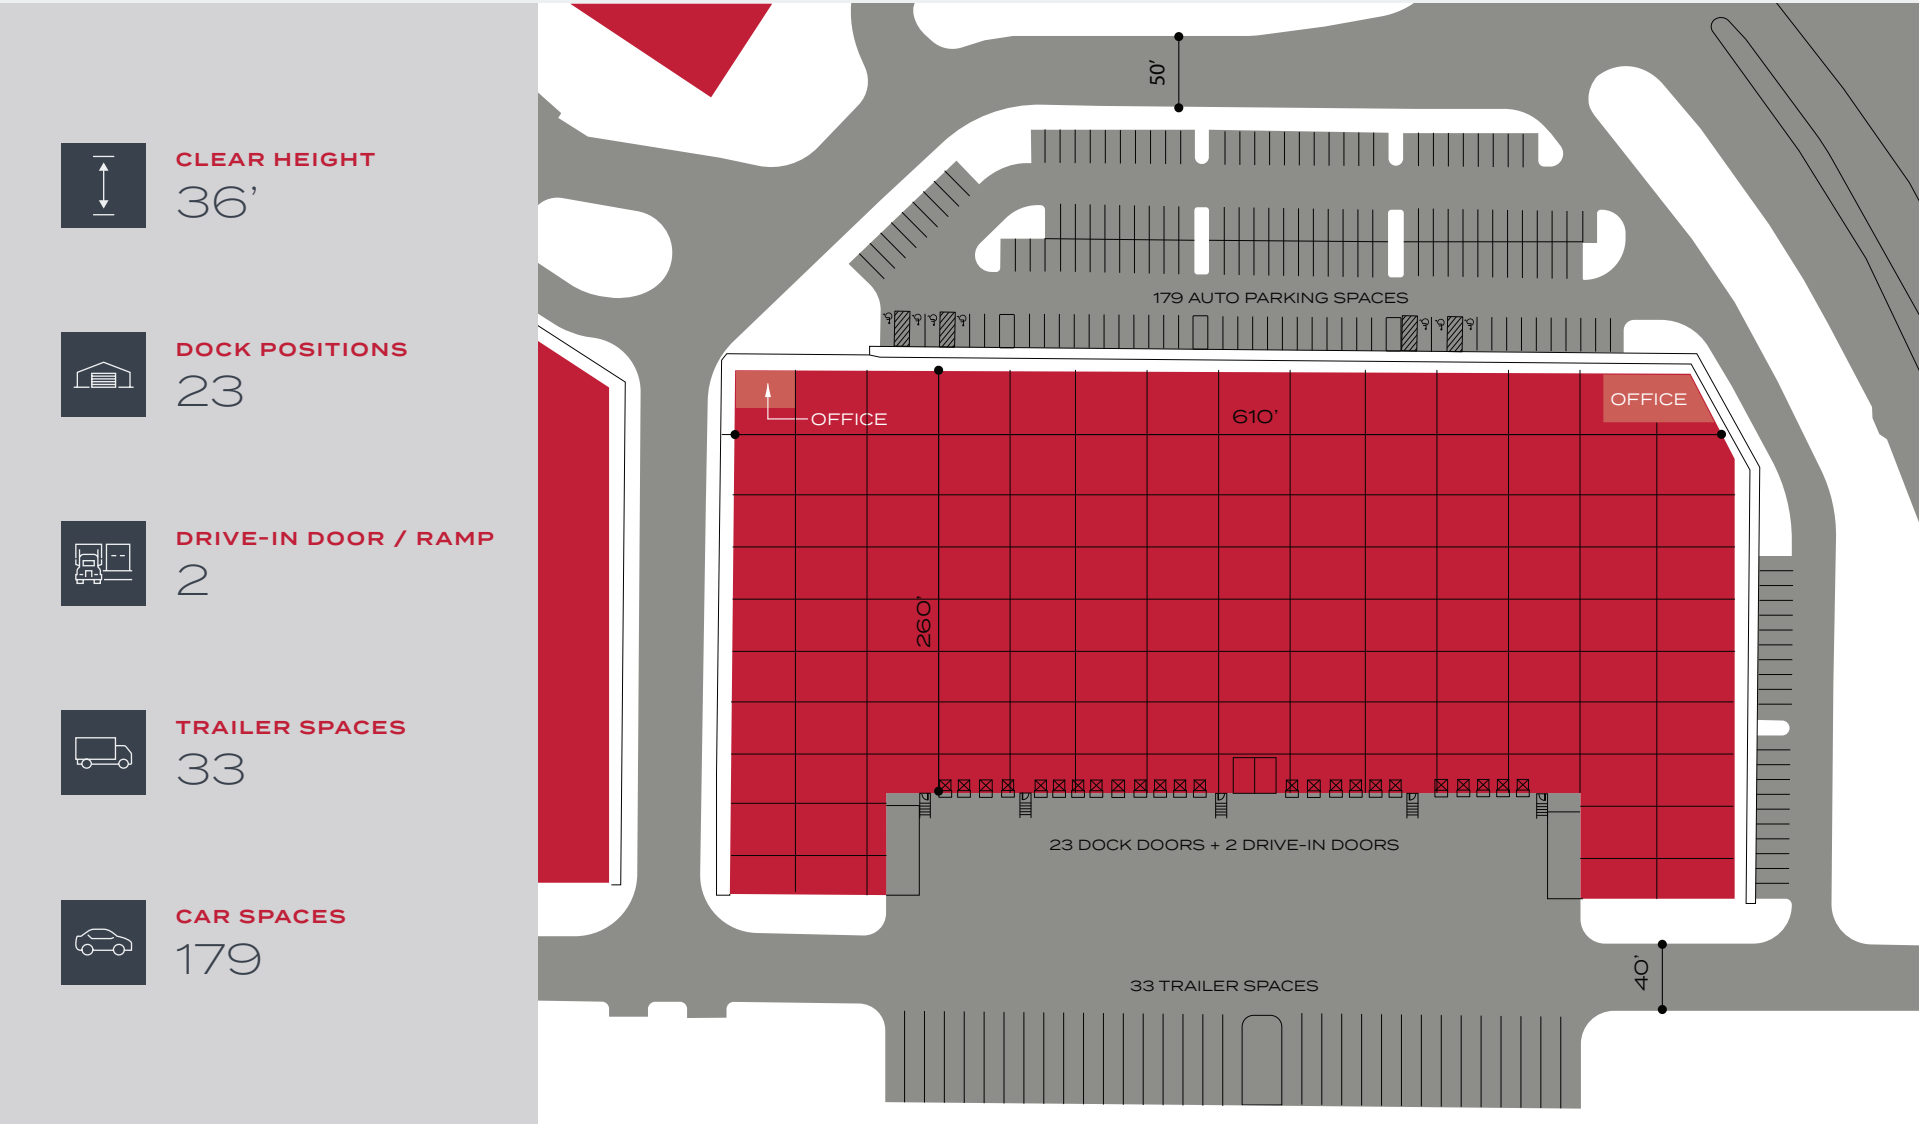 CLEAR HEIGHT
36'
DOCK POSITIONS
23
DRIVE-IN DOOR / RAMP
2
TRAILER SPACES
33
CAR SPACES
179
50'
179 AUTO PARKING SPACES
OFFICE
OFFICE
610'
260'
23 DOCK DOORS + 2 DRIVE-IN DOORS
33 TRAILER SPACES
40'